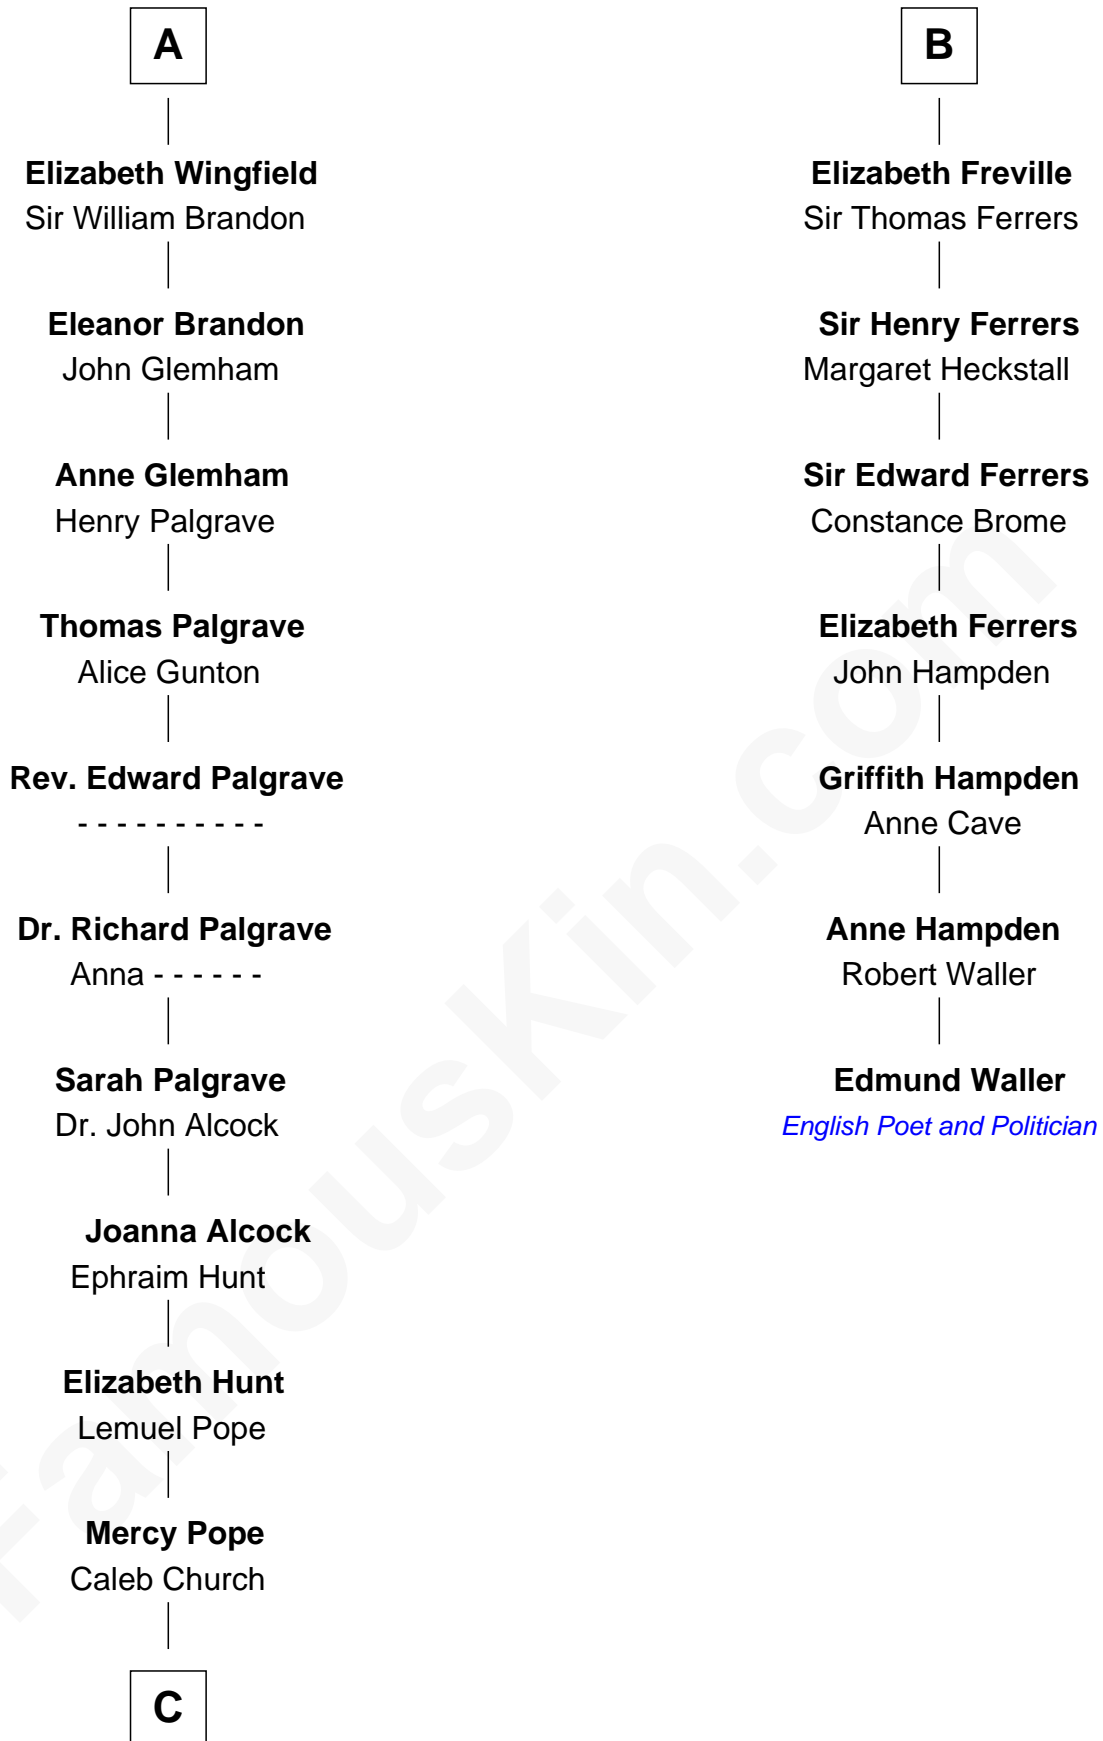 A
Elizabeth Wingfield
Sir William Brandon
Eleanor Brandon
John Glemham
Anne Glemham
Henry Palgrave
Thomas Palgrave
Alice Gunton
Rev. Edward Palgrave
- - - - - - - - - -
Dr. Richard Palgrave
Anna - - - - - -
Sarah Palgrave
Dr. John Alcock
Joanna Alcock
Ephraim Hunt
Elizabeth Hunt
Lemuel Pope
Mercy Pope
Caleb Church
C
B
Elizabeth Freville
Sir Thomas Ferrers
Sir Henry Ferrers
Margaret Heckstall
Sir Edward Ferrers
Constance Brome
Elizabeth Ferrers
John Hampden
Griffith Hampden
Anne Cave
Anne Hampden
Robert Waller
Edmund Waller
English Poet and Politician
FamousKin.com